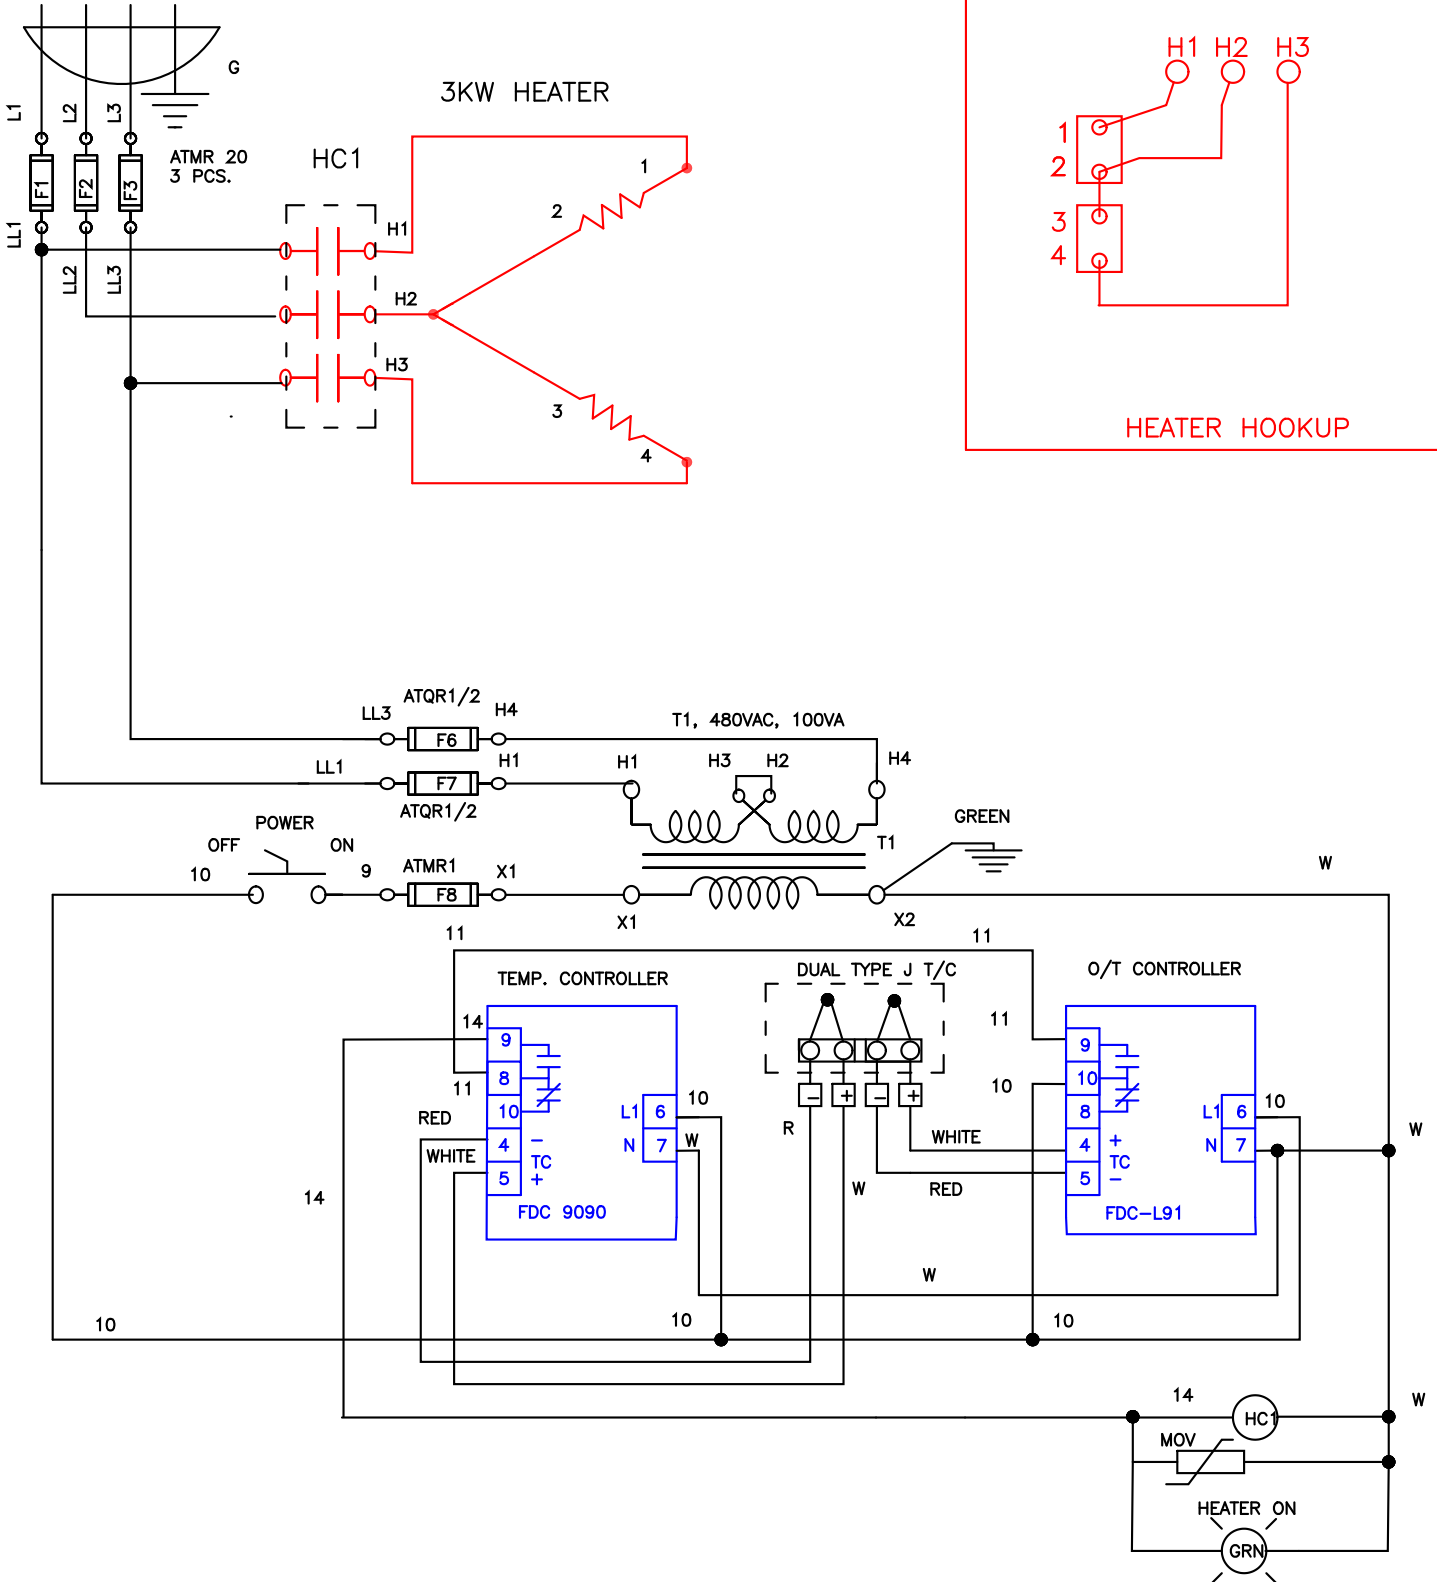 H1 H2 H3
G
3KW HEATER
L1 L2 L3
1
ATMR 20
3 PCS.
HC1
1
2
F1 F2 F3
2
3
H1
LL1
4
LL2 LL3
H2
H3
3
HEATER HOOKUP
4
ATQR1/2
LL3 H4
T1, 480VAC, 100VA
F6
LL1 H1 H1 H3 H2 H4
F7
ATQR1/2
POWER GREEN
OFF ON T1
10 9 ATMR1 X1 W
F8
X1 X2
11 11
TEMP. CONTROLLER DUAL TYPE J T/C O/T CONTROLLER
14 9 11 9
8 10 10
11 10 L1 6 10 − + − + 8 L1 6 10
RED 4 − N 7 W R WHITE 4 + N 7 W
WHITE TC TC
5 + W RED 5 −
14
FDC 9090 FDC-L91
W
10 10 10
14 W
HC1
MOV
HEATER ON
GRN